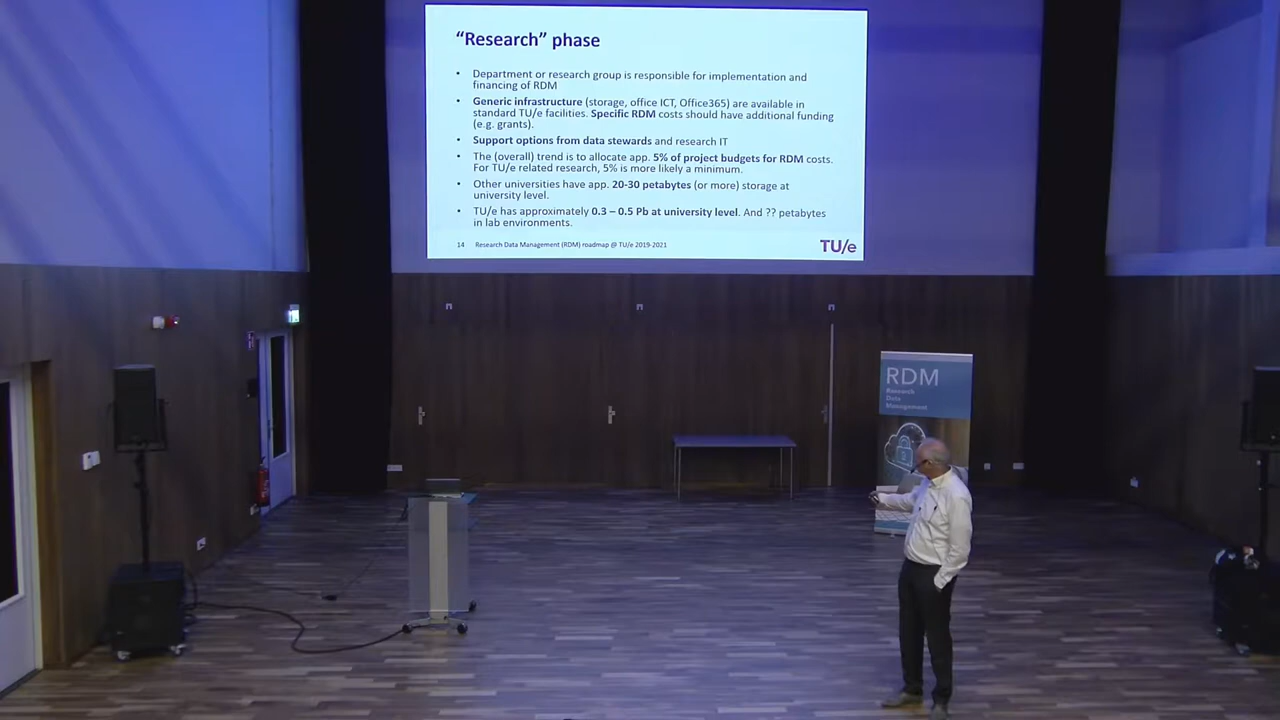 “Research” phase
• Department or research group is responsible for implementation and
financing of RDM
• Generic infrastructure (storage, office ICT, Office365) are available in
standard TU/e facilities. Specific RDM costs should have additional funding
(e.g. grants).
• Support options from data stewards and research IT
• The (overall) trend is to allocate app. 5% of project budgets for RDM costs.
For TU/e related research, 5% is more likely a minimum.
• Other universities have app. 20-30 petabytes (or more) storage at
university level.
• TU/e has approximately 0.3 – 0.5 Pb at university level. And ?? petabytes
in lab environments.
14 Research Data Management (RDM) roadmap @ TU/e 2019-2021
TU/e
RDM
Research
Data
Management